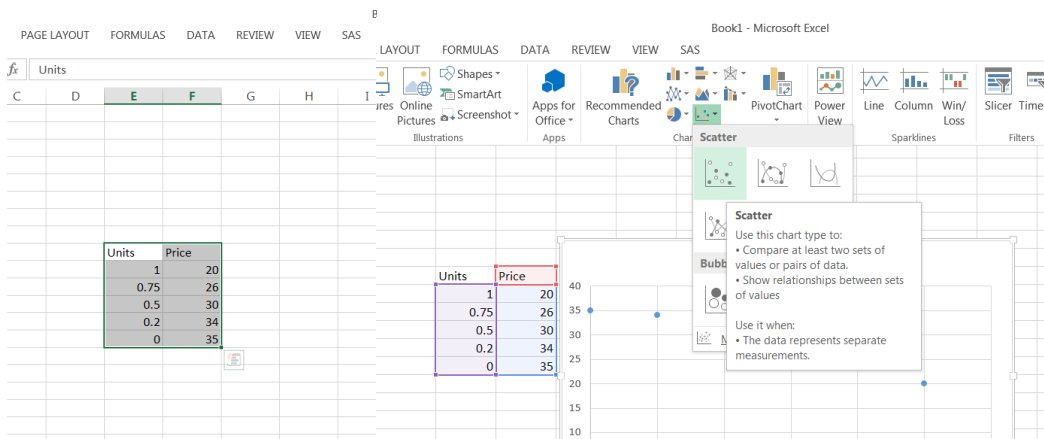 PAGE LAYOUT FORMULAS DATA REVIEW VIEW SAS
fx Units
C D E F G H I
Units Price
1 20
0.75 26
0.5 30
0.2 34
0 35
Book1 - Microsoft Excel
LAYOUT FORMULAS DATA REVIEW VIEW SAS
ures Online Pictures
Shapes
SmartArt
Screenshot
Illustrations
Apps for Office
Apps
Recommended Charts
Char
PivotChart
Power View
Line Column Win/ Loss
Sparklines
Slicer Time
Filters
Scatter
Bubb
M
Scatter
Use this chart type to:
• Compare at least two sets of
values or pairs of data.
• Show relationships between sets
of values
Use it when:
• The data represents separate
measurements.
Units Price
1 20
0.75 26
0.5 30
0.2 34
0 35
40
35
30
25
20
15
10